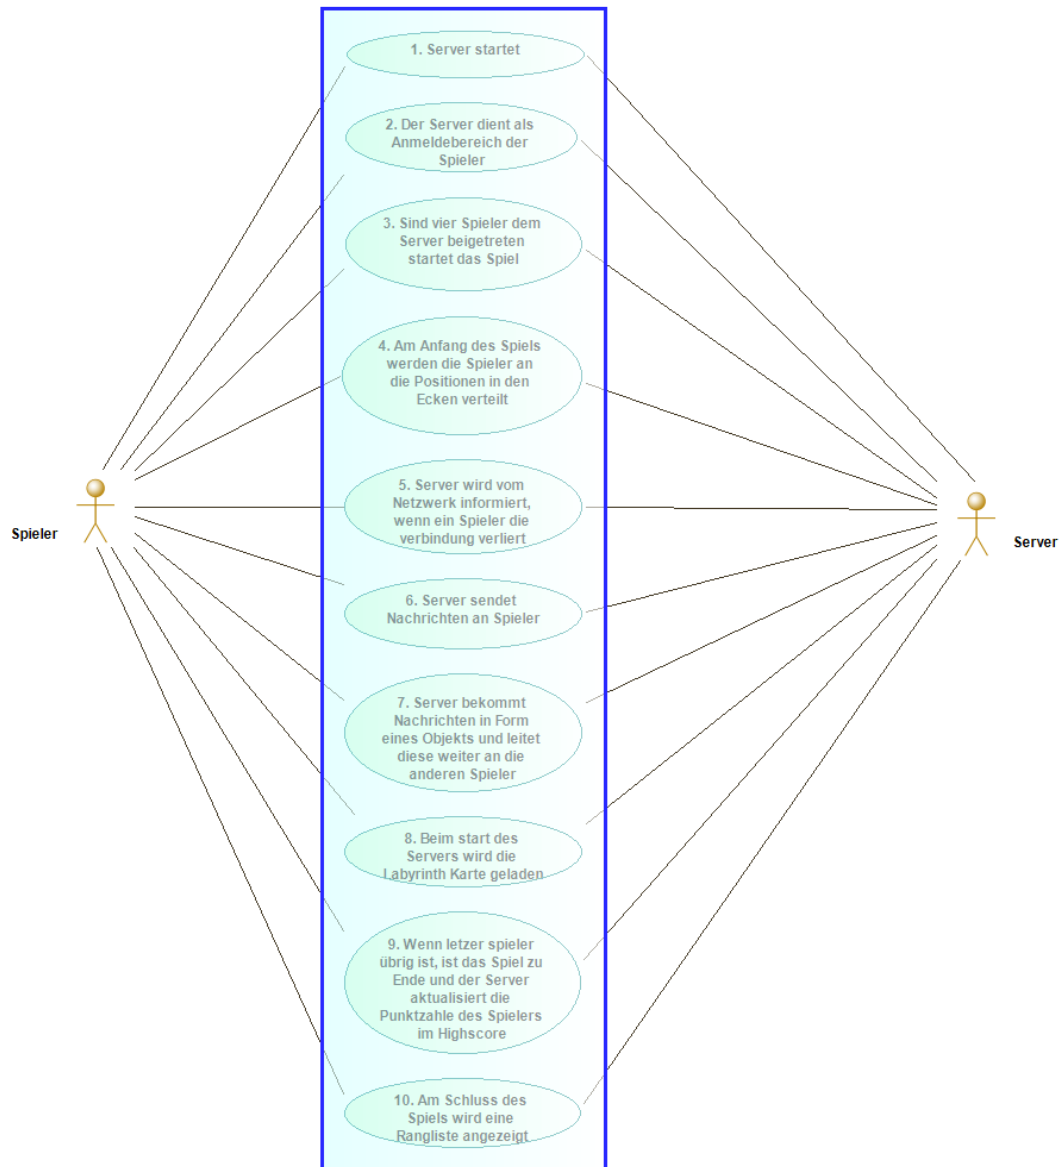 1. Server startet
2. Der Server dient als
Anmeldebereich der
Spieler
3. Sind vier Spieler dem
Server beigetreten
startet das Spiel
4. Am Anfang des Spiels
werden die Spieler an
die Positionen in den
Ecken verteilt
5. Server wird vom
Netzwerk informiert,
wenn ein Spieler die
verbindung verliert
Spieler
Server
6. Server sendet
Nachrichten an Spieler
7. Server bekommt
Nachrichten in Form
eines Objekts und leitet
diese weiter an die
anderen Spieler
8. Beim start des
Servers wird die
Labyrinth Karte geladen
9. Wenn letzer spieler
übrig ist, ist das Spiel zu
Ende und der Server
aktualisiert die
Punktzahle des Spielers
im Highscore
10. Am Schluss des
Spiels wird eine
Rangliste angezeigt